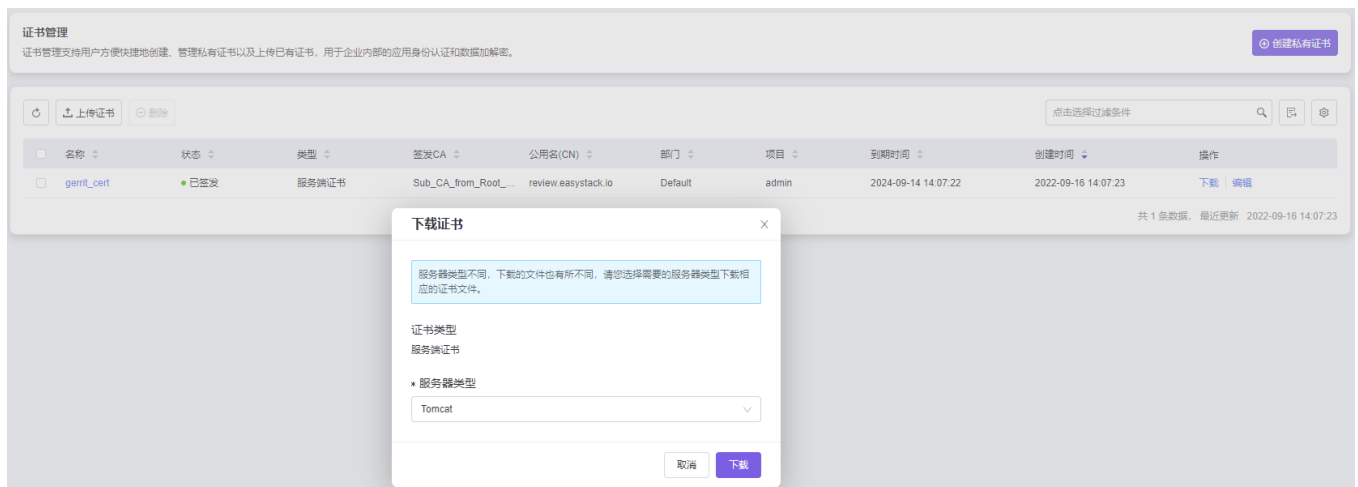 证书管理
证书管理支持用户方便快捷地创建、管理私有证书以及上传已有证书，用于企业内部的应用身份认证和数据加解密。
创建私有证书
上传证书 删除 点击选择过滤条件
名称 状态 类型 签发CA 公用名(CN) 部门 项目 到期时间 创建时间 操作
gerrit_cert 已签发 服务端证书 Sub_CA_from_Root_... review.easystack.io Default admin 2024-09-14 14:07:22 2022-09-16 14:07:23 下载 编辑
共 1 条数据， 最近更新 2022-09-16 14:07:23
下载证书
服务器类型不同，下载的文件也有所不同，请您选择需要的服务器类型下载相
应的证书文件。
证书类型
服务端证书
* 服务器类型
Tomcat
取消 下载